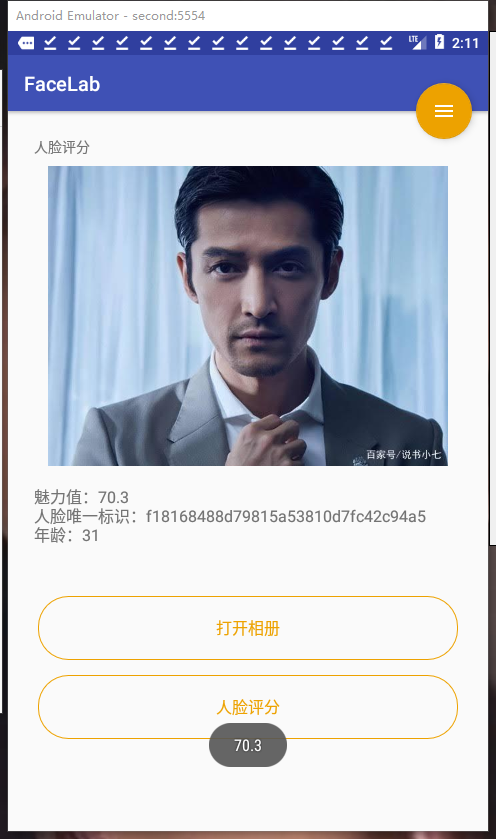 Android Emulator - second:5554
LTE 2:11
FaceLab
人脸评分
百家号/说书小七
魅力值：70.3
人脸唯一标识：f18168488d79815a53810d7fc42c94a5
年龄：31
打开相册
人脸评分
70.3